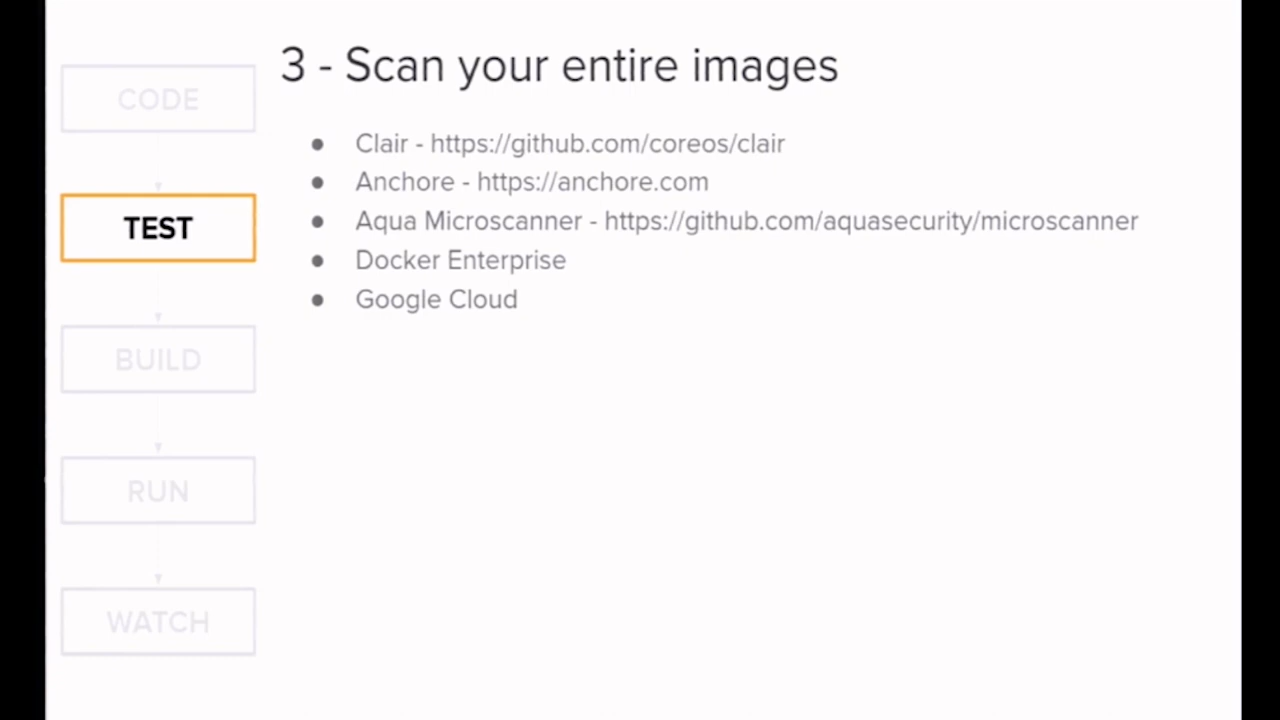 3 - Scan your entire images
CODE
TEST
BUILD
RUN
WATCH
● Clair - https://github.com/coreos/clair
● Anchore - https://anchore.com
● Aqua Microscanner - https://github.com/aquasecurity/microscanner
● Docker Enterprise
● Google Cloud